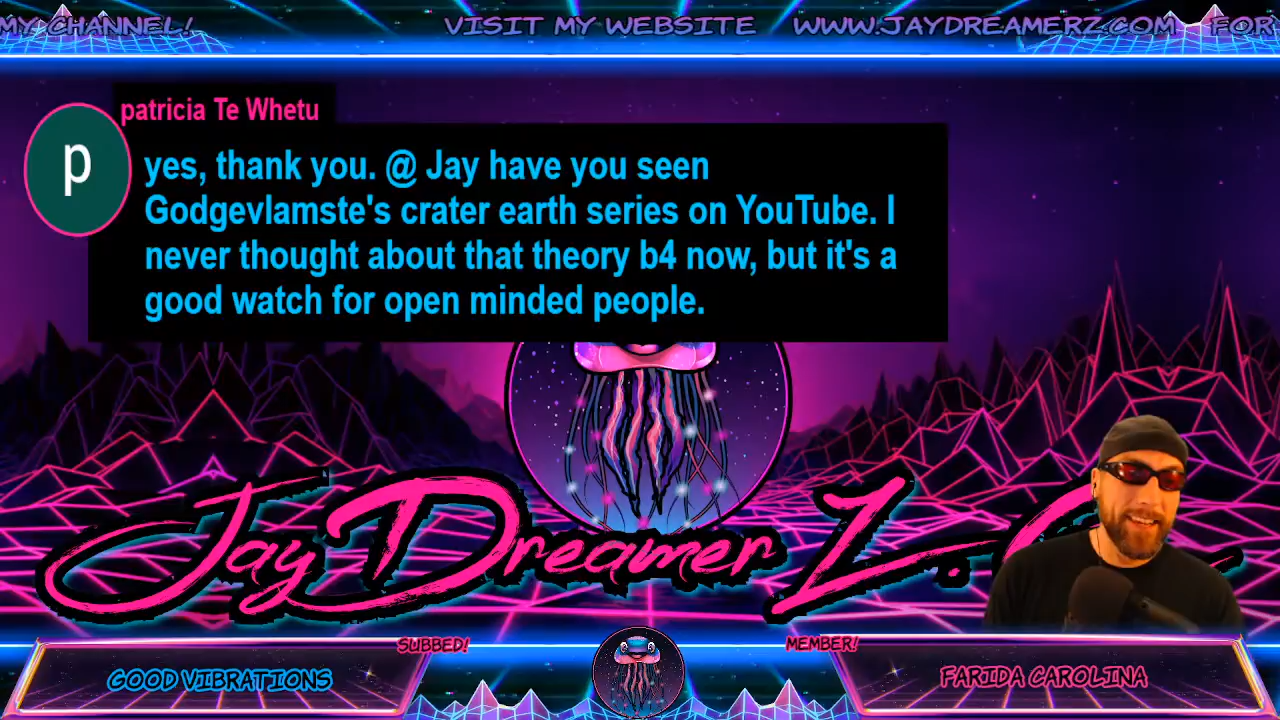 MY CHANNEL! VISIT MY WEBSITE WWW.JAYDREAMERZ.COM FOR
patricia Te Whetu
p
yes, thank you. @ Jay have you seen
Godgevlamste's crater earth series on YouTube. I
never thought about that theory b4 now, but it's a
good watch for open minded people.
Jay Dreamer Z.
SUBBED! MEMBER!
GOOD VIBRATIONS FARIDA CAROLINA